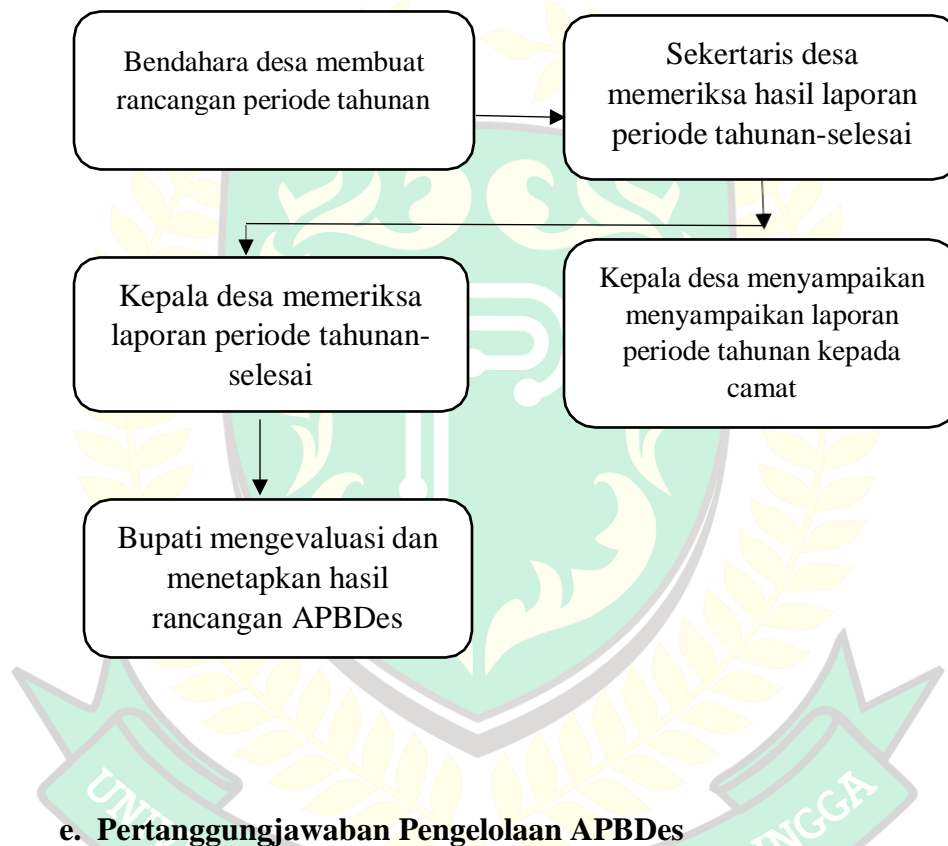 Bendahara desa membuat
rancangan periode tahunan
Sekertaris desa
memeriksa hasil laporan
periode tahunan-selesai
Kepala desa memeriksa
laporan periode tahunan-
selesai
Kepala desa menyampaikan
menyampaikan laporan
periode tahunan kepada
camat
Bupati mengevaluasi dan
menetapkan hasil
rancangan APBDes
e. Pertanggungjawaban Pengelolaan APBDes